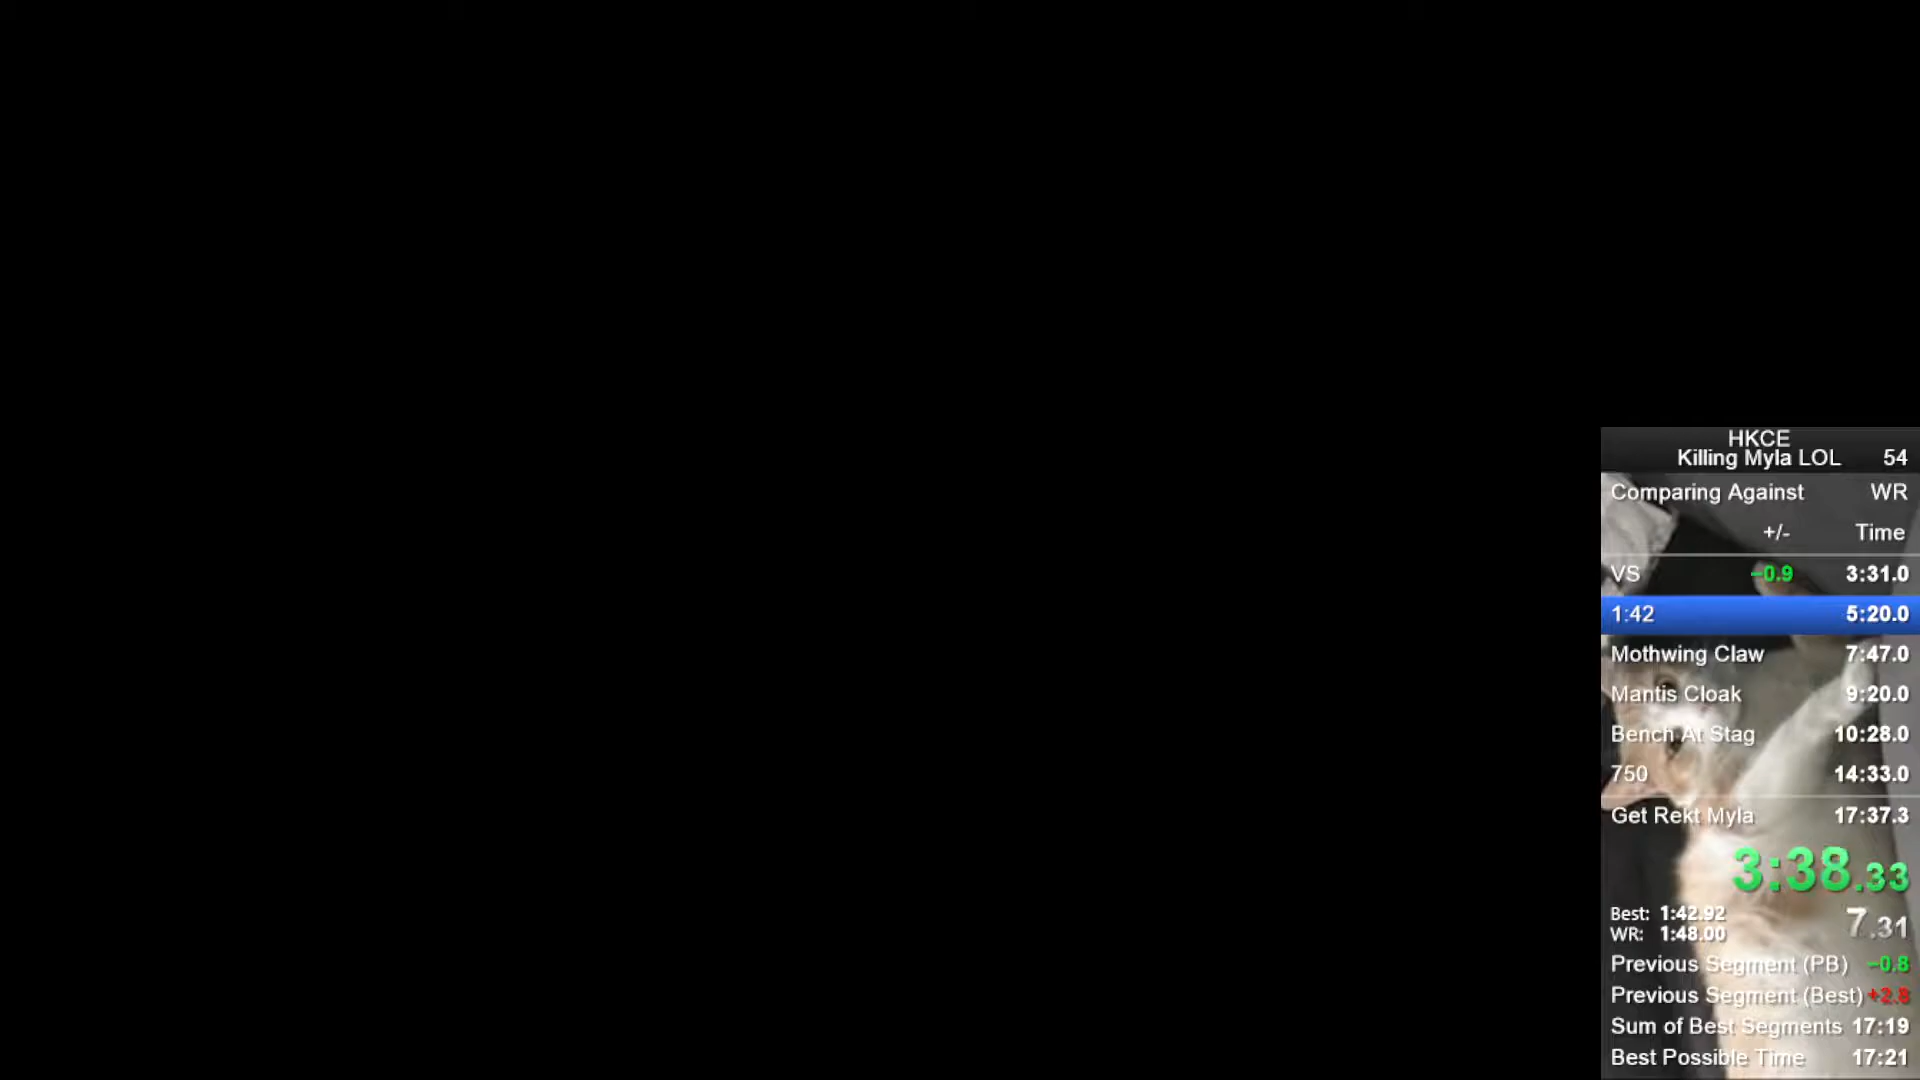 HKCE
Killing Myla LOL 54
Comparing Against WR
+/- Time
VS −0.9 3:31.0
1:42 5:20.0
Mothwing Claw 7:47.0
Mantis Cloak 9:20.0
Bench At Stag 10:28.0
750 14:33.0
Get Rekt Myla 17:37.3
3:38.33
Best: 1:42.92 7.31
WR: 1:48.00
Previous Segment (PB) −0.8
Previous Segment (Best) +2.8
Sum of Best Segments 17:19
Best Possible Time 17:21